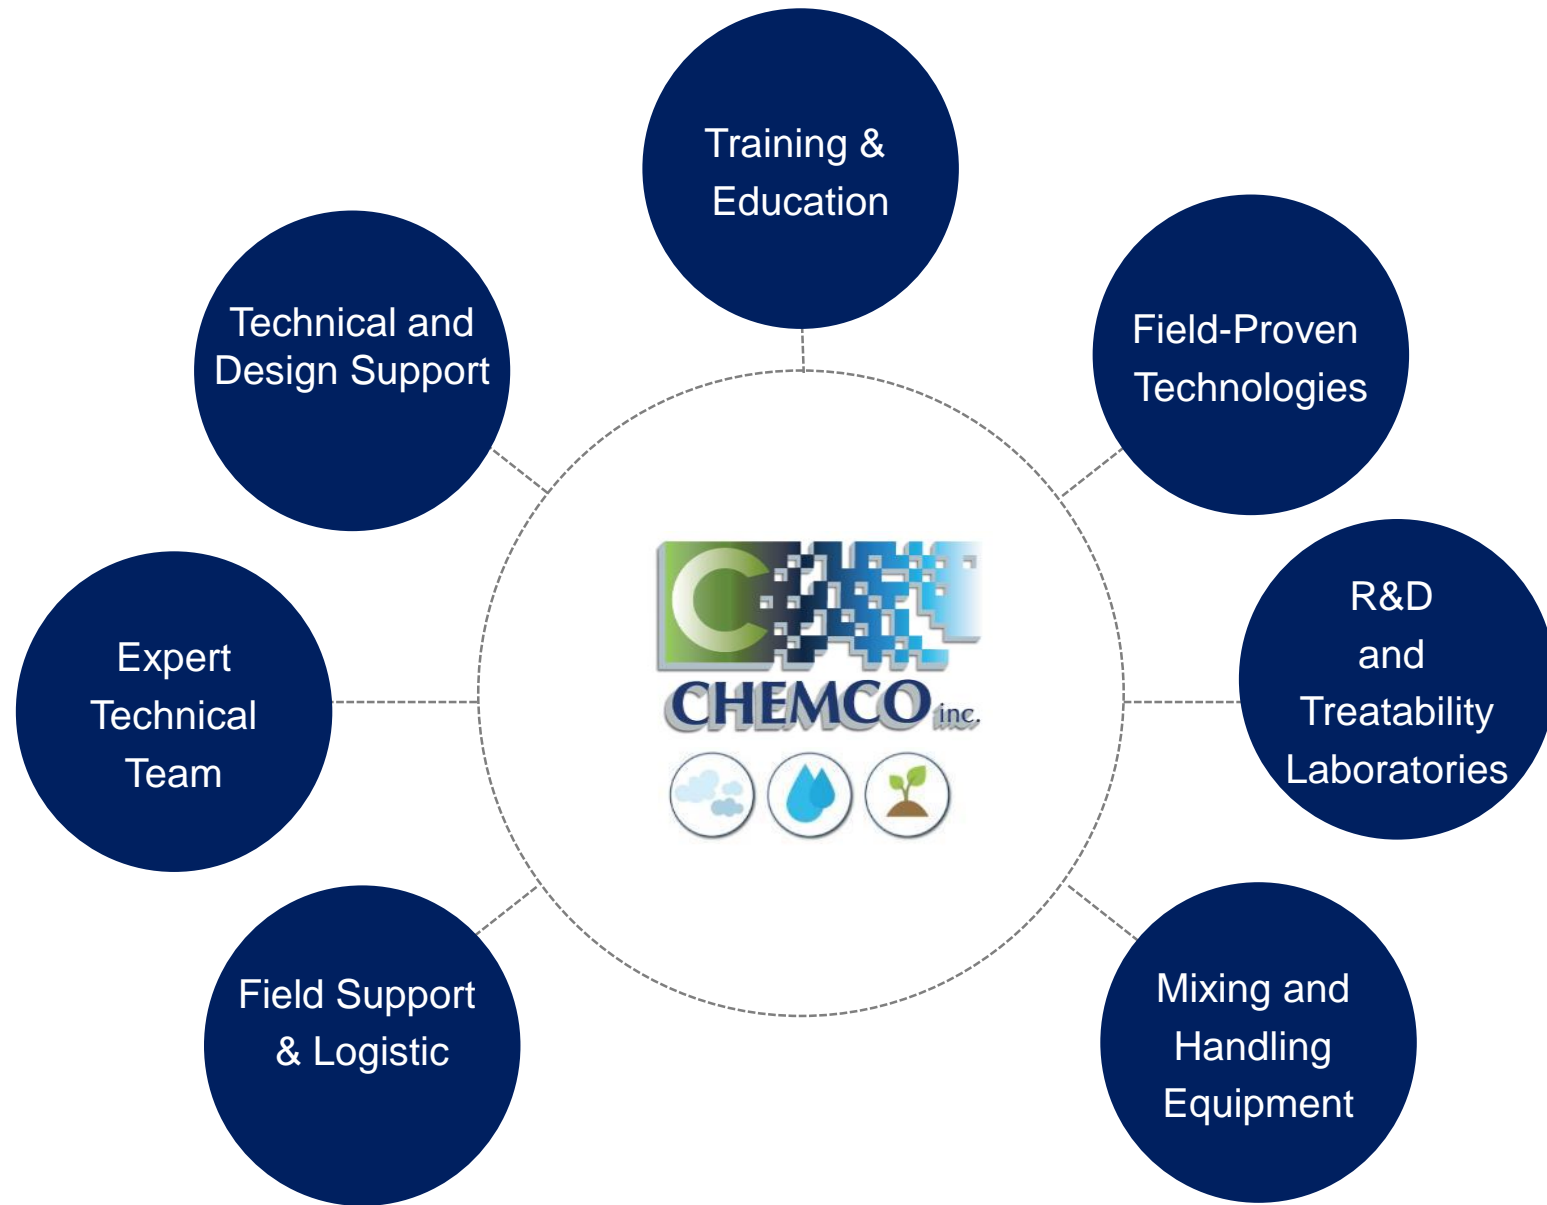 Training &
Education
Technical and
Design Support
Field-Proven
Technologies
R&D
and
Treatability
Laboratories
Expert
Technical
Team
C
CHEMCO inc.
Field Support
& Logistic
Mixing and
Handling
Equipment